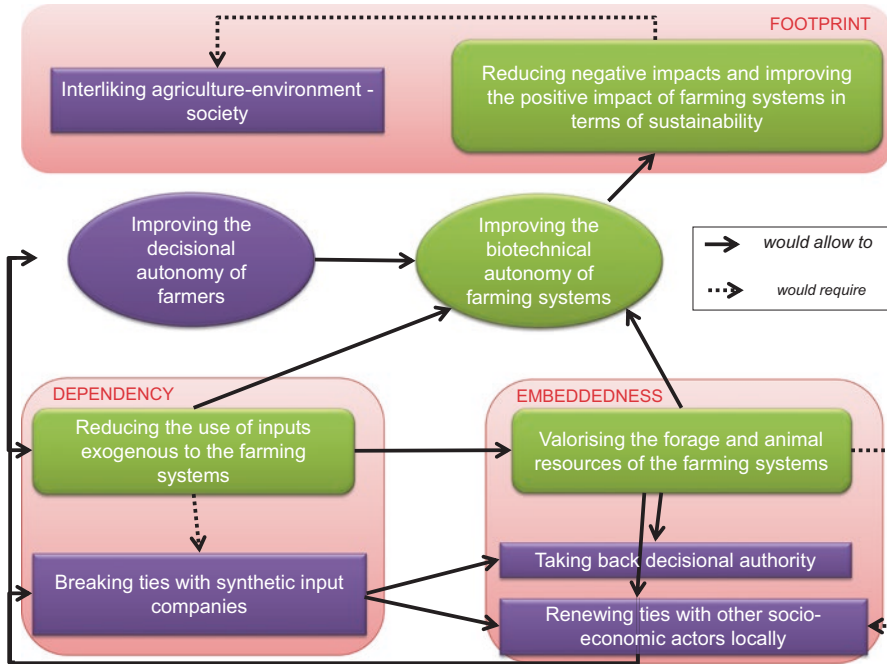 FOOTPRINT
Interliking agriculture-environment -
society
Reducing negative impacts and improving
the positive impact of farming systems in
terms of sustainability
Improving the
decisional
autonomy of
farmers
Improving the
biotechnical
autonomy of
farming systems
would allow to
would require
DEPENDENCY
Reducing the use of inputs
exogenous to the farming
systems
Breaking ties with synthetic input
companies
EMBEDDEDNESS
Valorising the forage and animal
resources of the farming systems
Taking back decisional authority
Renewing ties with other socio-
economic actors locally